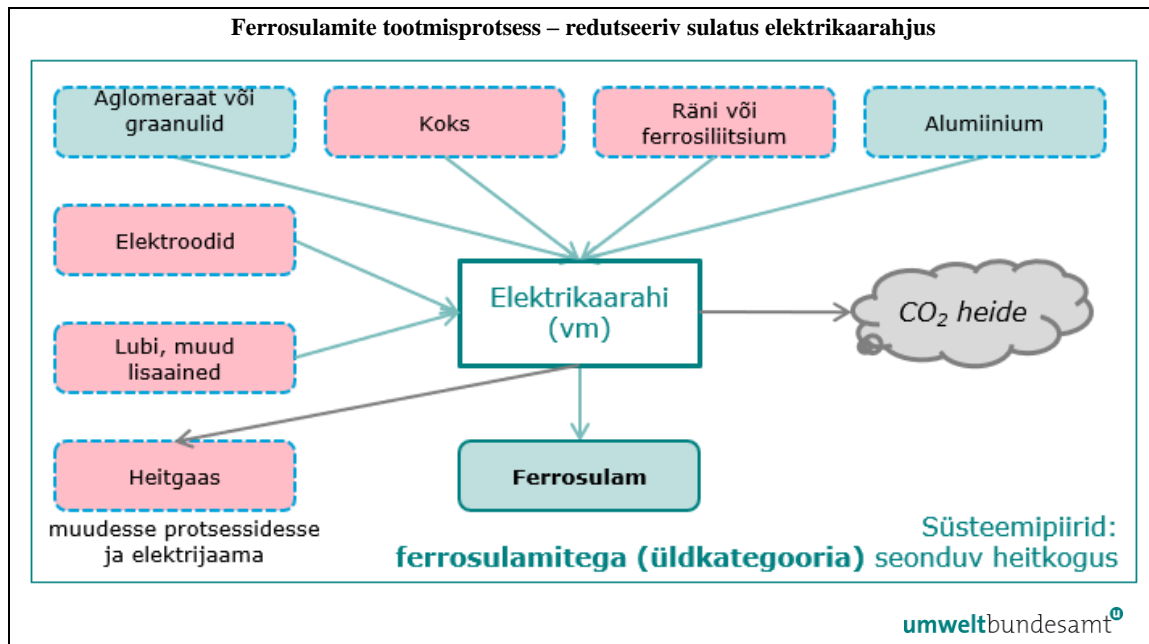 Ferrosulamite tootmisprotsess – redutseeriv sulatus elektrikaarahjus
Aglomeraat või
graanulid
Koks
Räni või
ferrosiliitsium
Alumiinium
Elektroodid
Elektrikaarahi
(vm)
CO₂ heide
Lubi, muud
lisaained
Heitgaas
muudesse protsessidesse
ja elektrijaama
Ferrosulam
Süsteemipiirid:
ferrosulamitega (üldkategooria) seonduv heitkogus
umweltbundesamt
u